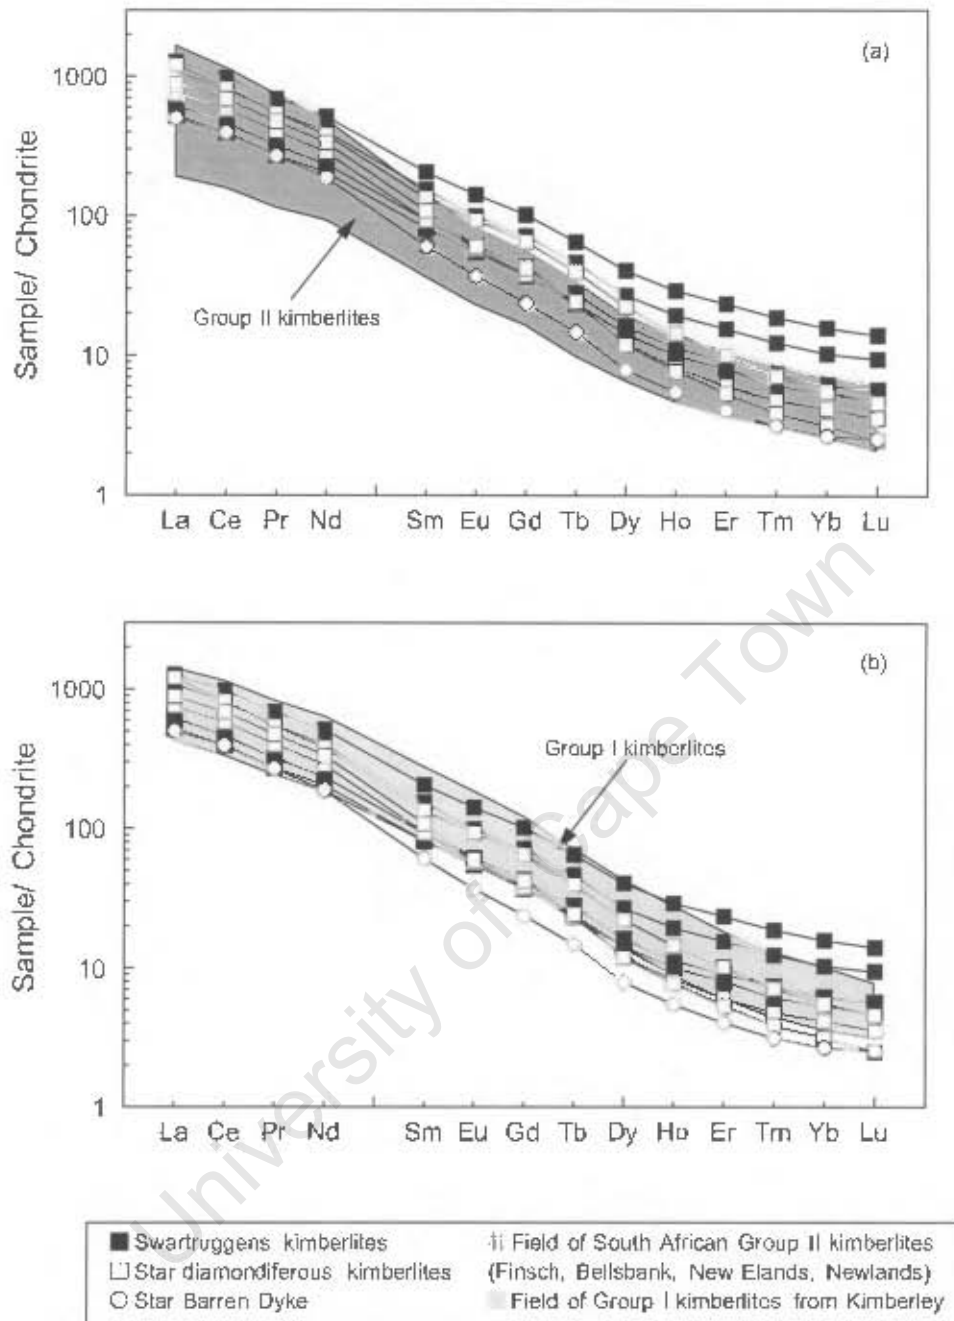 (a)
1000
100
10
1
Sample/ Chondrite
Group II kimberlites
La Ce Pr Nd Sm Eu Gd Tb Dy Ho Er Tm Yb Lu
(b)
1000
100
10
1
Sample/ Chondrite
Group I kimberlites
La Ce Pr Nd Sm Eu Gd Tb Dy Ho Er Tm Yb Lu
University of Cape Town
Swartruggens kimberlites
Star diamondiferous kimberlites
Star Barren Dyke
Field of South African Group II kimberlites
(Finsch, Bellsbank, New Elands, Newlands)
Field of Group I kimberlites from Kimberley